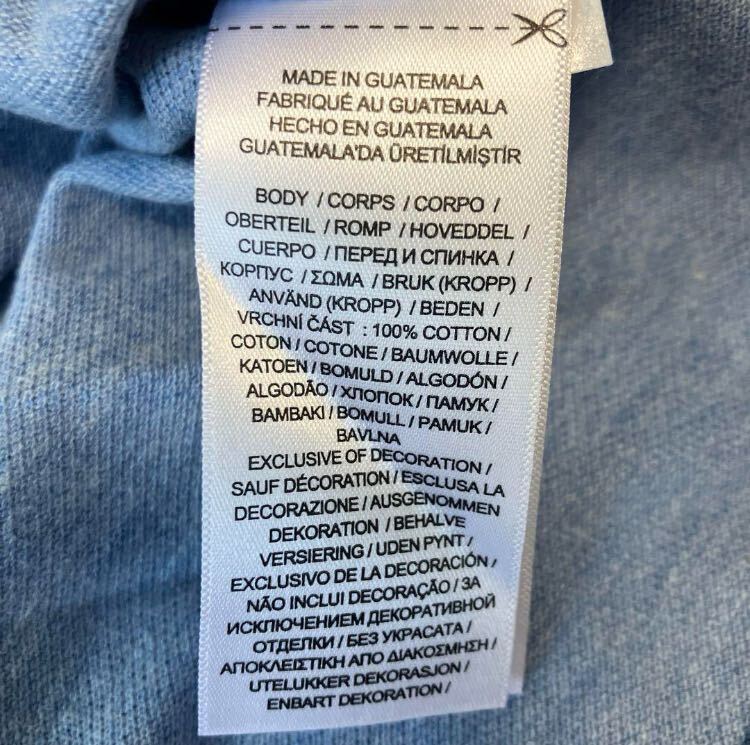 MADE IN GUATEMALA
FABRIQUÉ AU GUATEMALA
HECHO EN GUATEMALA
GUATEMALA'DA ÜRETİLMİŞTİR
BODY / CORPS / CORPO /
OBERTEIL / ROMP / HOVEDDEL /
CUERPO / ПЕРЕД И СПИНКА /
КОРПУС / ΣΩΜΑ / BRUK (KROPP) /
ANVÄND (KROPP) / BEDEN /
VRCHNÍ ČÁST : 100% COTTON /
COTON / COTONE / BAUMWOLLE /
KATOEN / BOMULD / ALGODÓN /
ALGODÃO / ХЛОПОК / ПАМУК /
ΒΑΜΒΑΚΙ / BOMULL / PAMUK /
BAVLNA
EXCLUSIVE OF DECORATION /
SAUF DÉCORATION / ESCLUSA LA
DECORAZIONE / AUSGENOMMEN
DEKORATION / BEHALVE
VERSIERING / UDEN PYNT /
EXCLUSIVO DE LA DECORACIÓN /
NÃO INCLUI DECORAÇÃO / ЗА
ИСКЛЮЧЕНИЕМ ДЕКОРАТИВНОЙ
ОТДЕЛКИ / БЕЗ УКРАСАТА /
ΑΠΟΚΛΕΙΣΤΙΚΗ ΑΠΟ ΔΙΑΚΟΣΜΗΣΗ /
UTELUKKER DEKORASJON /
ENBART DEKORATION /